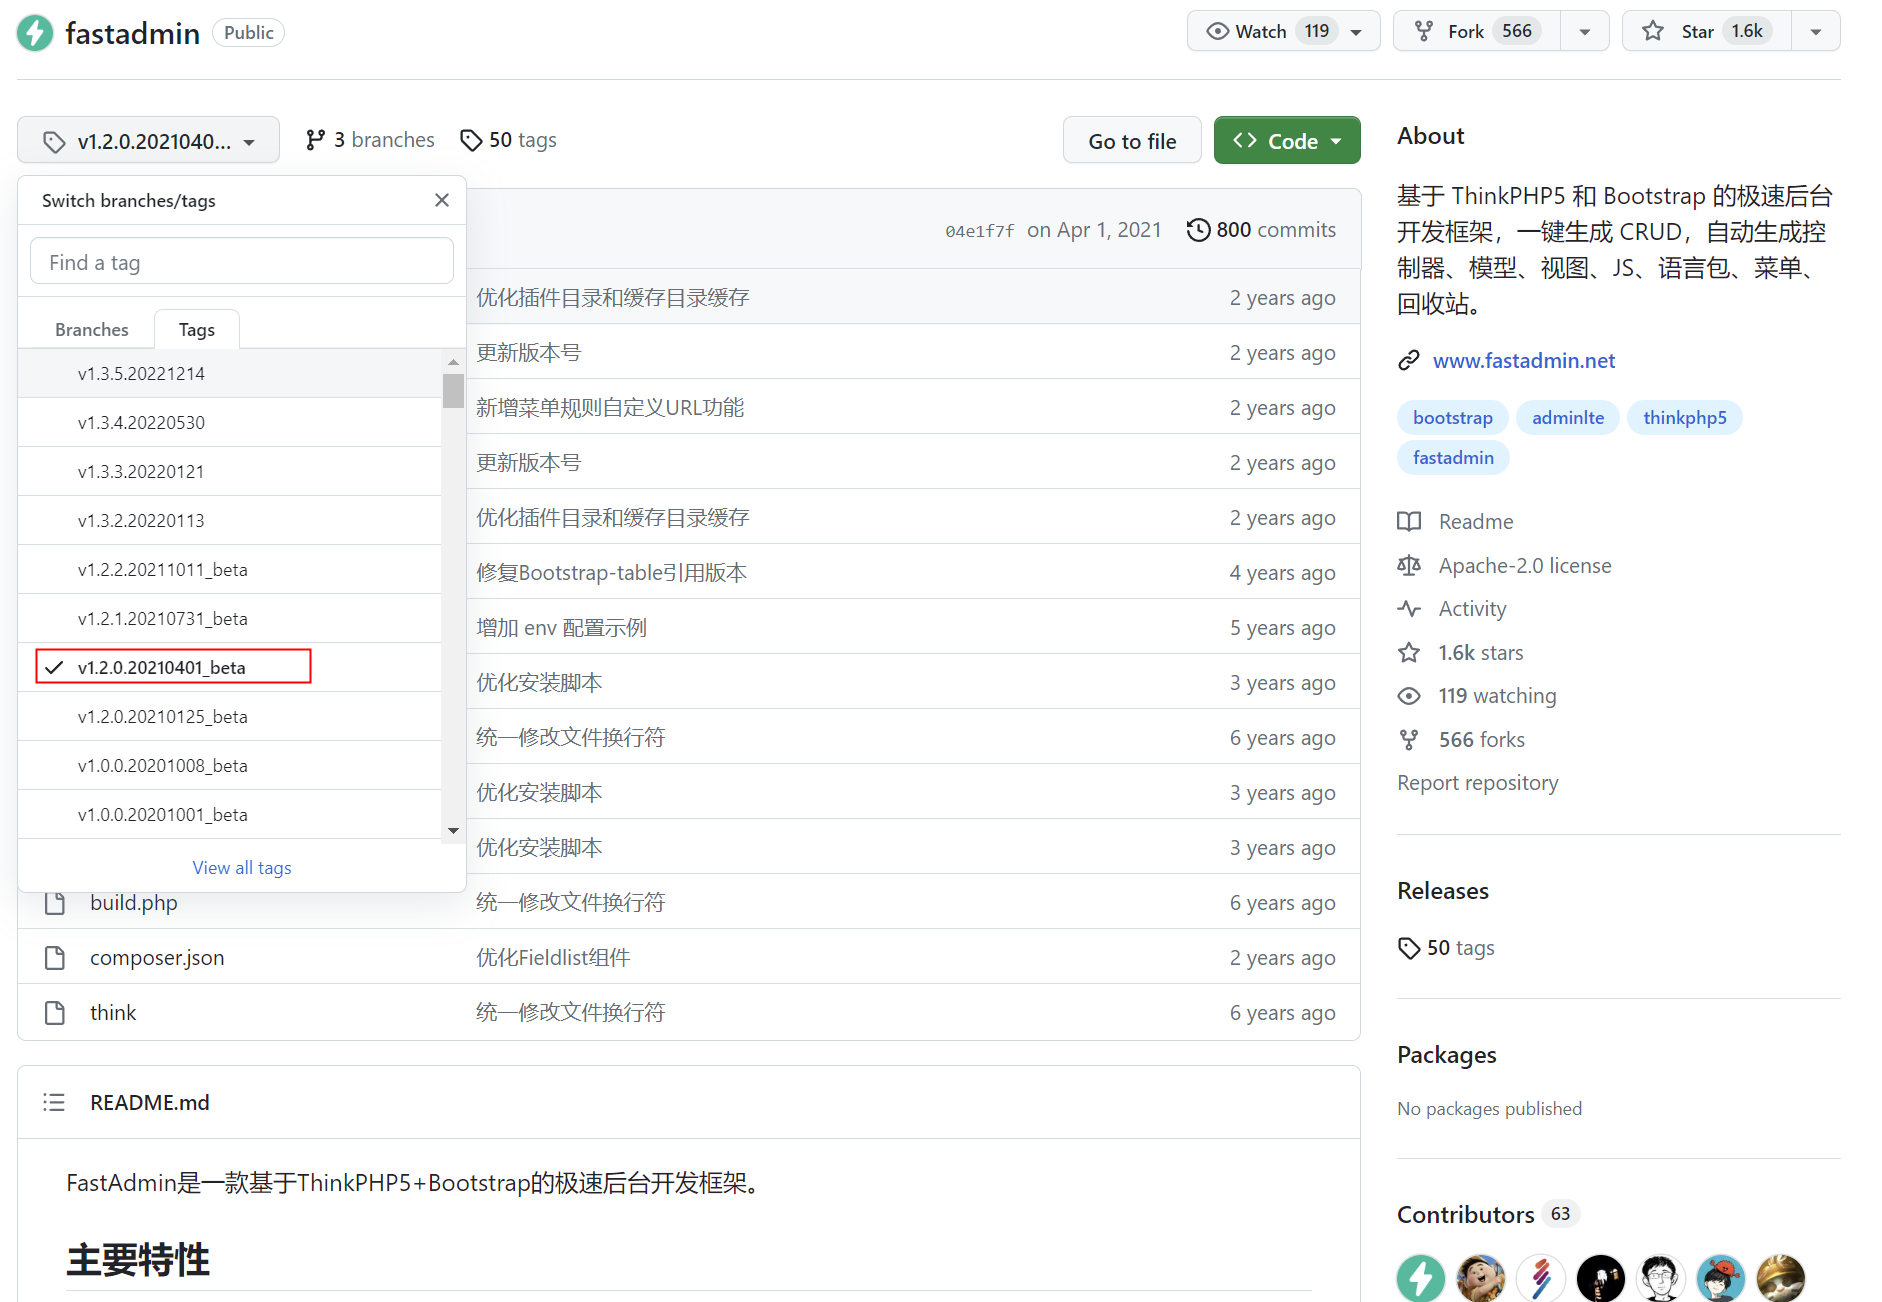 fastadmin Public
Watch 119
Fork 566
Star 1.6k
v1.2.0.2021040...
3 branches
50 tags
Go to file
Code
Switch branches/tags
Find a tag
Branches
Tags
v1.3.5.20221214
v1.3.4.20220530
v1.3.3.20220121
v1.3.2.20220113
v1.2.2.20211011_beta
v1.2.1.20210731_beta
v1.2.0.20210401_beta
v1.2.0.20210125_beta
v1.0.0.20201008_beta
v1.0.0.20201001_beta
View all tags
04e1f7f on Apr 1, 2021 800 commits
优化插件目录和缓存目录缓存 2 years ago
更新版本号 2 years ago
新增菜单规则自定义URL功能 2 years ago
更新版本号 2 years ago
优化插件目录和缓存目录缓存 2 years ago
修复Bootstrap-table引用版本 4 years ago
增加 env 配置示例 5 years ago
优化安装脚本 3 years ago
统一修改文件换行符 6 years ago
优化安装脚本 3 years ago
优化安装脚本 3 years ago
build.php 统一修改文件换行符 6 years ago
composer.json 优化Fieldlist组件 2 years ago
think 统一修改文件换行符 6 years ago
README.md
FastAdmin是一款基于ThinkPHP5+Bootstrap的极速后台开发框架。
主要特性
About
基于 ThinkPHP5 和 Bootstrap 的极速后台
开发框架，一键生成 CRUD，自动生成控
制器、模型、视图、JS、语言包、菜单、
回收站。
www.fastadmin.net
bootstrap adminlte thinkphp5
fastadmin
Readme
Apache-2.0 license
Activity
1.6k stars
119 watching
566 forks
Report repository
Releases
50 tags
Packages
No packages published
Contributors 63